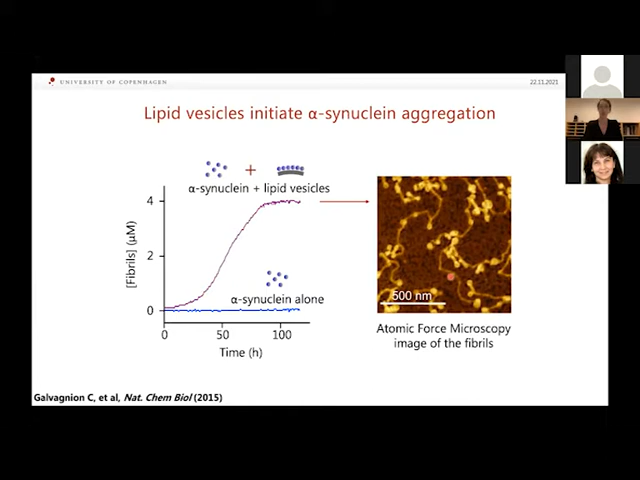 UNIVERSITY OF COPENHAGEN
22.11.2021
Lipid vesicles initiate α-synuclein aggregation
+
α-synuclein + lipid vesicles
4
2
0
[Fibrils] (µM)
α-synuclein alone
0 50 100
Time (h)
500 nm
Atomic Force Microscopy
image of the fibrils
Galvagnion C, et al, Nat. Chem Biol (2015)